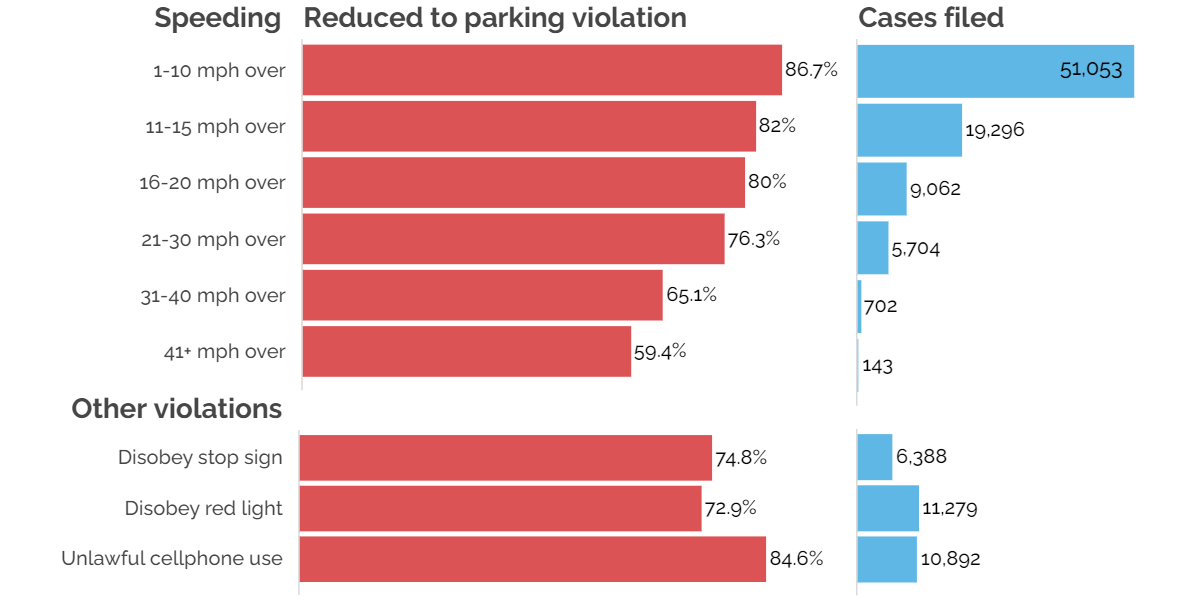 Speeding Reduced to parking violation Cases filed
1-10 mph over 86.7% 51,053
11-15 mph over 82% 19,296
16-20 mph over 80% 9,062
21-30 mph over 76.3% 5,704
31-40 mph over 65.1% 702
41+ mph over 59.4% 143
Other violations
Disobey stop sign 74.8% 6,388
Disobey red light 72.9% 11,279
Unlawful cellphone use 84.6% 10,892